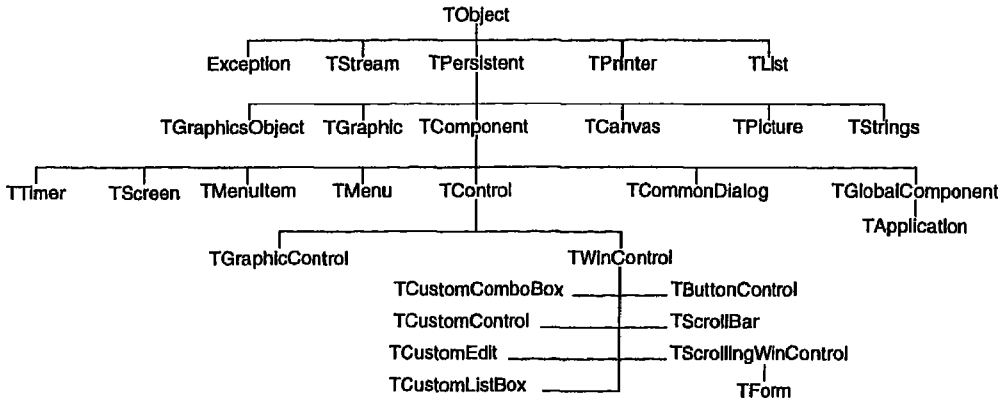 TObject
Exception TStream TPersistent TPrinter TList
TGraphicsObject TGraphic TComponent TCanvas TPicture TStrings
TTimer TScreen TMenuItem TMenu TControl TCommonDialog TGlobalComponent
TApplication
TGraphicControl TWinControl
TCustomComboBox TButtonControl
TCustomControl TScrollBar
TCustomEdit TScrollingWinControl
TCustomListBox TForm